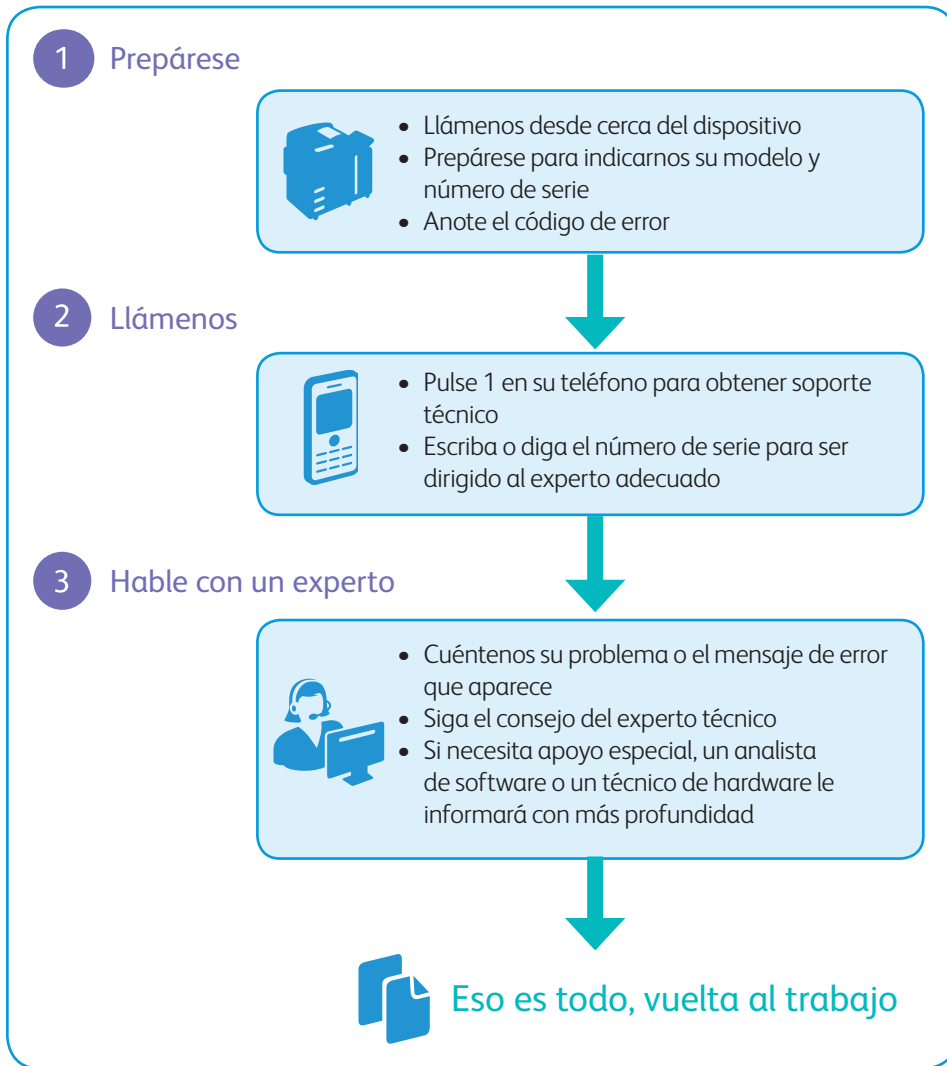 1 Prepárese
• Llámenos desde cerca del dispositivo
• Prepárese para indicarnos su modelo y
número de serie
• Anote el código de error
2 Llámenos
• Pulse 1 en su teléfono para obtener soporte
técnico
• Escriba o diga el número de serie para ser
dirigido al experto adecuado
3 Hable con un experto
• Cuéntenos su problema o el mensaje de error
que aparece
• Siga el consejo del experto técnico
• Si necesita apoyo especial, un analista
de software o un técnico de hardware le
informará con más profundidad
Eso es todo, vuelta al trabajo